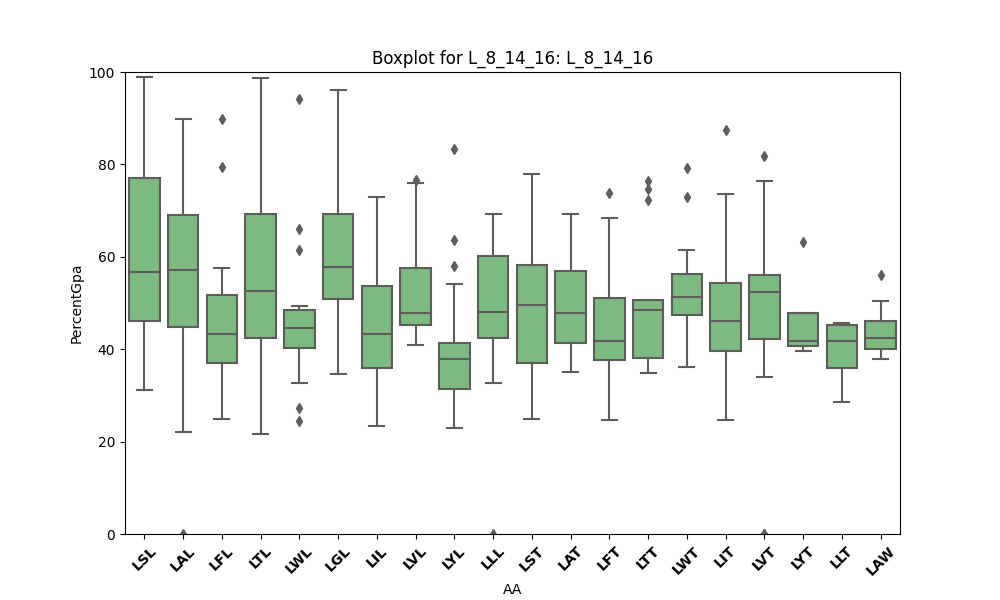 Boxplot for L_8_14_16: L_8_14_16
100
80
60
40
20
0
PercentGpa
LSL LAL LFL LTL LWL LGL LIL LVL LYL LLL LST LAT LFT LTT LWT LIT LVT LYT LLT LAW
AA